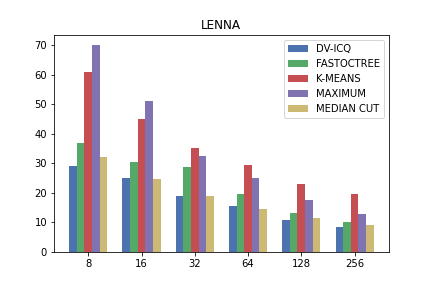 LENNA
70
60
50
40
30
20
10
0
8 16 32 64 128 256
DV-ICQ
FASTOCTREE
K-MEANS
MAXIMUM
MEDIAN CUT